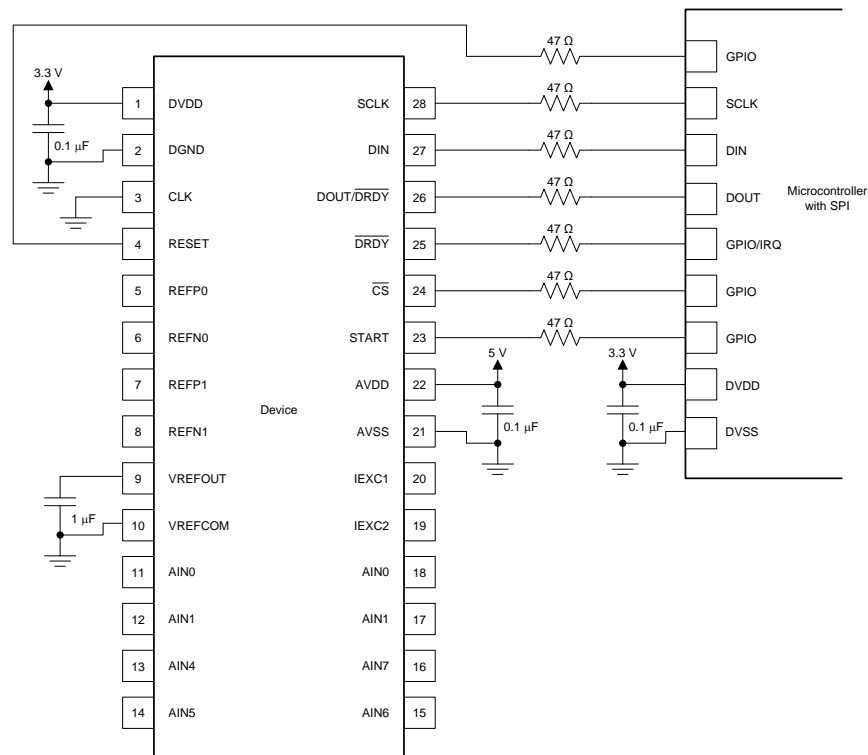 47 Ω
GPIO
3.3 V
47 Ω
1 DVDD SCLK 28 SCLK
0.1 µF
47 Ω
2 DGND DIN 27 DIN
47 Ω
3 CLK DOUT/DRDY 26 DOUT
Microcontroller
with SPI
47 Ω
4 RESET DRDY 25 GPIO/IRQ
47 Ω
5 REFP0 CS 24 GPIO
47 Ω
6 REFN0 START 23 GPIO
5 V 3.3 V
7 REFP1 AVDD 22 DVDD
Device
0.1 µF 0.1 µF
8 REFN1 AVSS 21 DVSS
9 VREFOUT IEXC1 20
1 µF
10 VREFCOM IEXC2 19
11 AIN0 AIN0 18
12 AIN1 AIN1 17
13 AIN4 AIN7 16
14 AIN5 AIN6 15